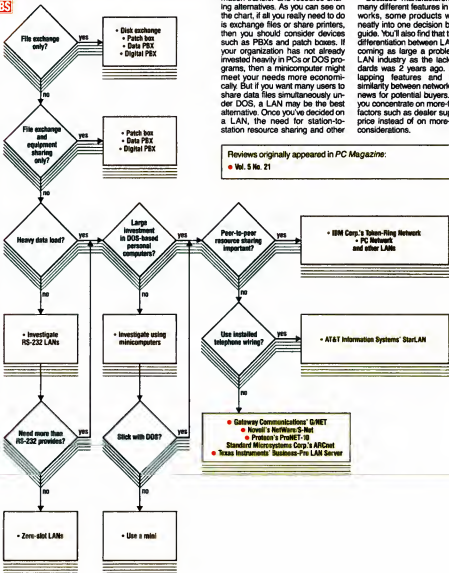 File exchange
only?
yes
• Disk exchange
• Patch box
• Data PBX
• Digital PBX
no
File exchange
and
equipment
sharing
only?
yes
• Patch box
• Data PBX
• Digital PBX
no
ing alternatives. As you can see on
the chart, if all you really need to do
is exchange files or share printers,
then you should consider devices
such as PBXs and patch boxes. If
your organization has not already
invested heavily in PCs or DOS pro-
grams, then a minicomputer might
meet your needs more economi-
cally. But if you want many users to
share data files simultaneously un-
der DOS, a LAN may be the best
alternative. Once you've decided on
a LAN, the need for station-to-
station resource sharing and other
many different features in
works, some products w
neatly into one decision b
guide. You'll also find that t
differentiation between LA
coming as large a proble
LAN industry as the lack
dards was 2 years ago.
lapping features and
similarity between network
news for potential buyers.
you concentrate on more-t
factors such as dealer sup
price instead of on more-
considerations.
Reviews originally appeared in PC Magazine:
• Vol. 5 No. 21
Heavy data load?
yes
no
• Investigate
RS-232 LANs
Need more than
RS-232 provides?
yes
no
• Zero-slot LANs
Large
investment
in DOS-based
personal
computers?
yes
no
• Investigate using
minicomputers
Stick with DOS?
yes
no
• Use a mini
Peer-to-peer
resource sharing
important?
yes
• IBM Corp.'s Token-Ring Network
• PC Network
and other LANs
no
Use installed
telephone wiring?
yes
• AT&T Information Systems' StarLAN
no
• Gateway Communications' G/NET
• Novell's NetWare/S-Net
• Proteon's ProNET-10
Standard Microsystems Corp.'s ARCnet
• Texas Instruments' Business-Pro LAN Server